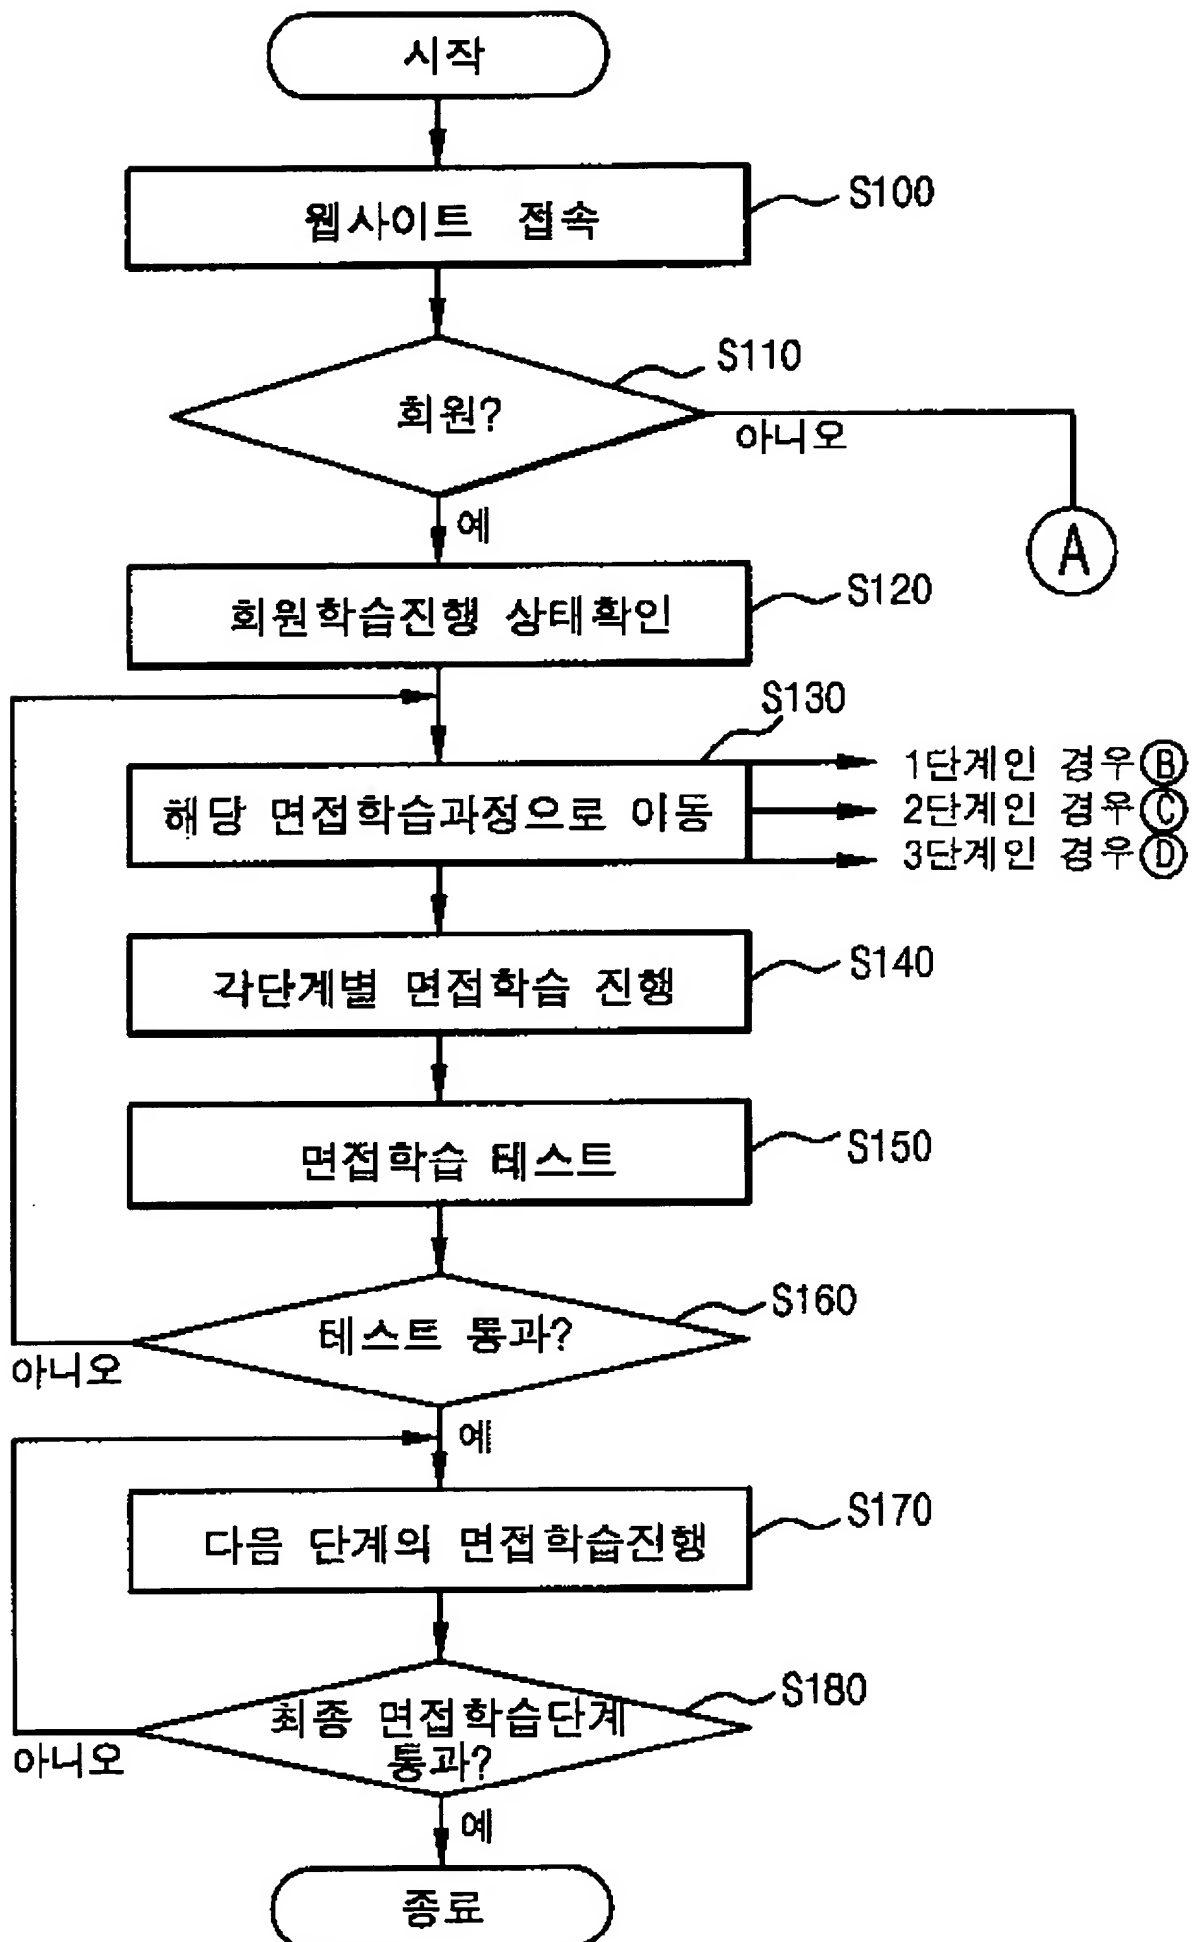 시작
웹사이트 접속
S100
S110
회원?
아니오
A
예
회원학습진행 상태확인
S120
S130
해당 면접학습과정으로 이동
1단계인 경우 B
2단계인 경우 C
3단계인 경우 D
각단계별 면접학습 진행
S140
면접학습 테스트
S150
S160
테스트 통과?
아니오
예
다음 단계의 면접학습진행
S170
S180
최종 면접학습단계
통과?
아니오
예
종료